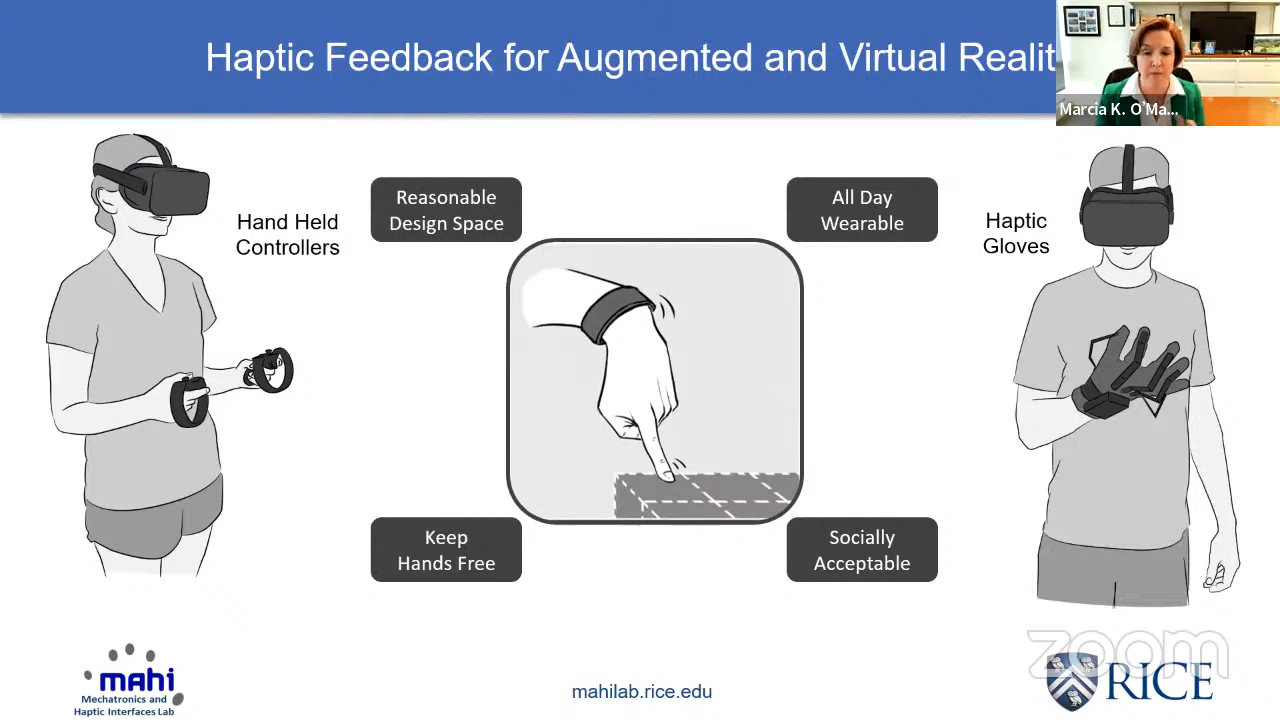 Haptic Feedback for Augmented and Virtual Realit
Marcia K. O'Ma...
Hand Held
Controllers
Reasonable
Design Space
All Day
Wearable
Haptic
Gloves
Keep
Hands Free
Socially
Acceptable
mahi
Mechatronics and
Haptic Interfaces Lab
mahilab.rice.edu
zoom
RICE